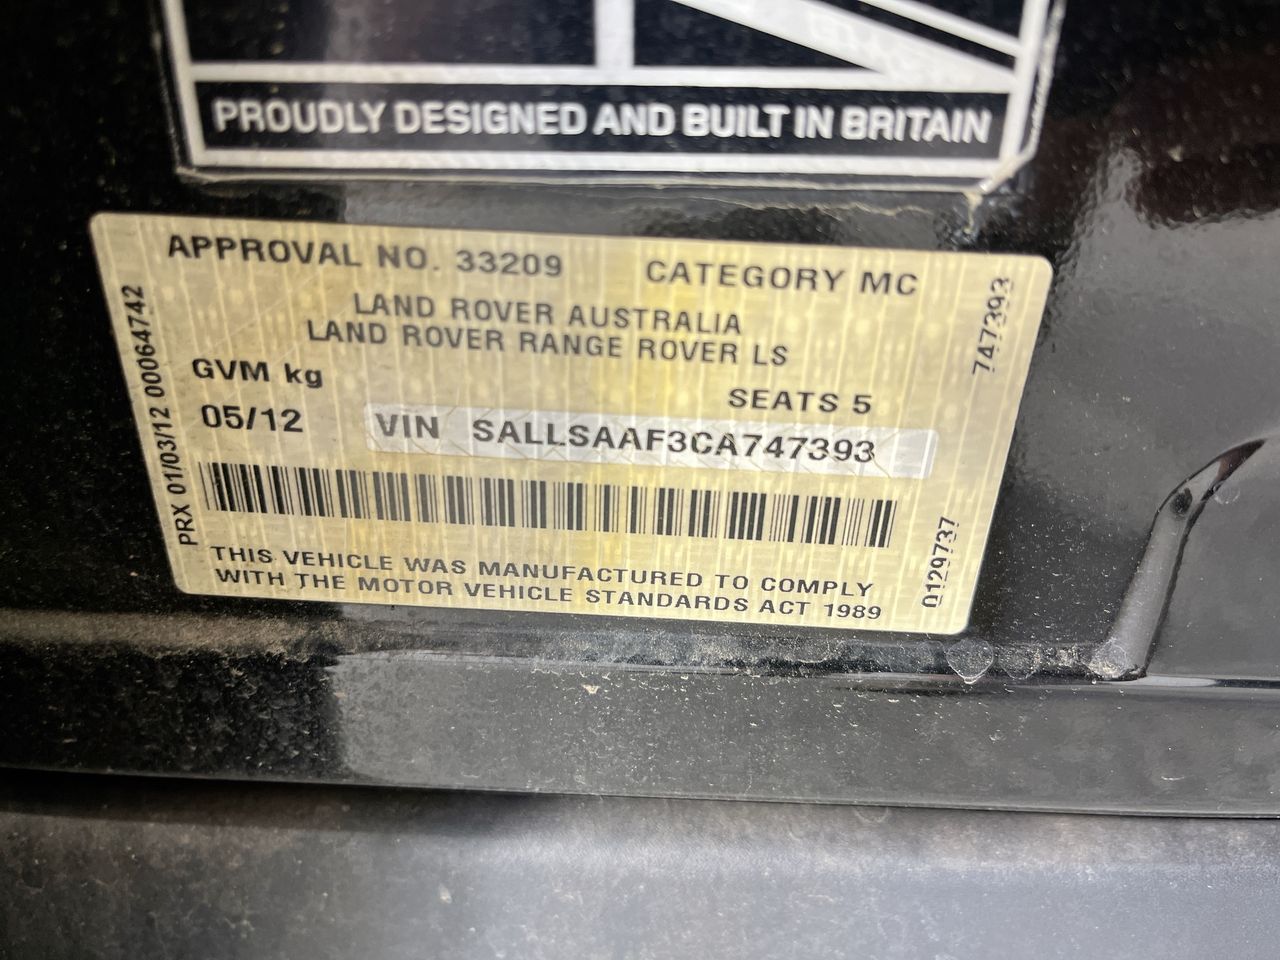 PROUDLY DESIGNED AND BUILT IN BRITAIN
APPROVAL NO. 33209 CATEGORY MC
LAND ROVER AUSTRALIA
LAND ROVER RANGE ROVER LS
GVM kg
SEATS 5
05/12
VIN SALLSAAF3CA747393
THIS VEHICLE WAS MANUFACTURED TO COMPLY
WITH THE MOTOR VEHICLE STANDARDS ACT 1989
PRX 01/03/12 00064742
747393
0129737